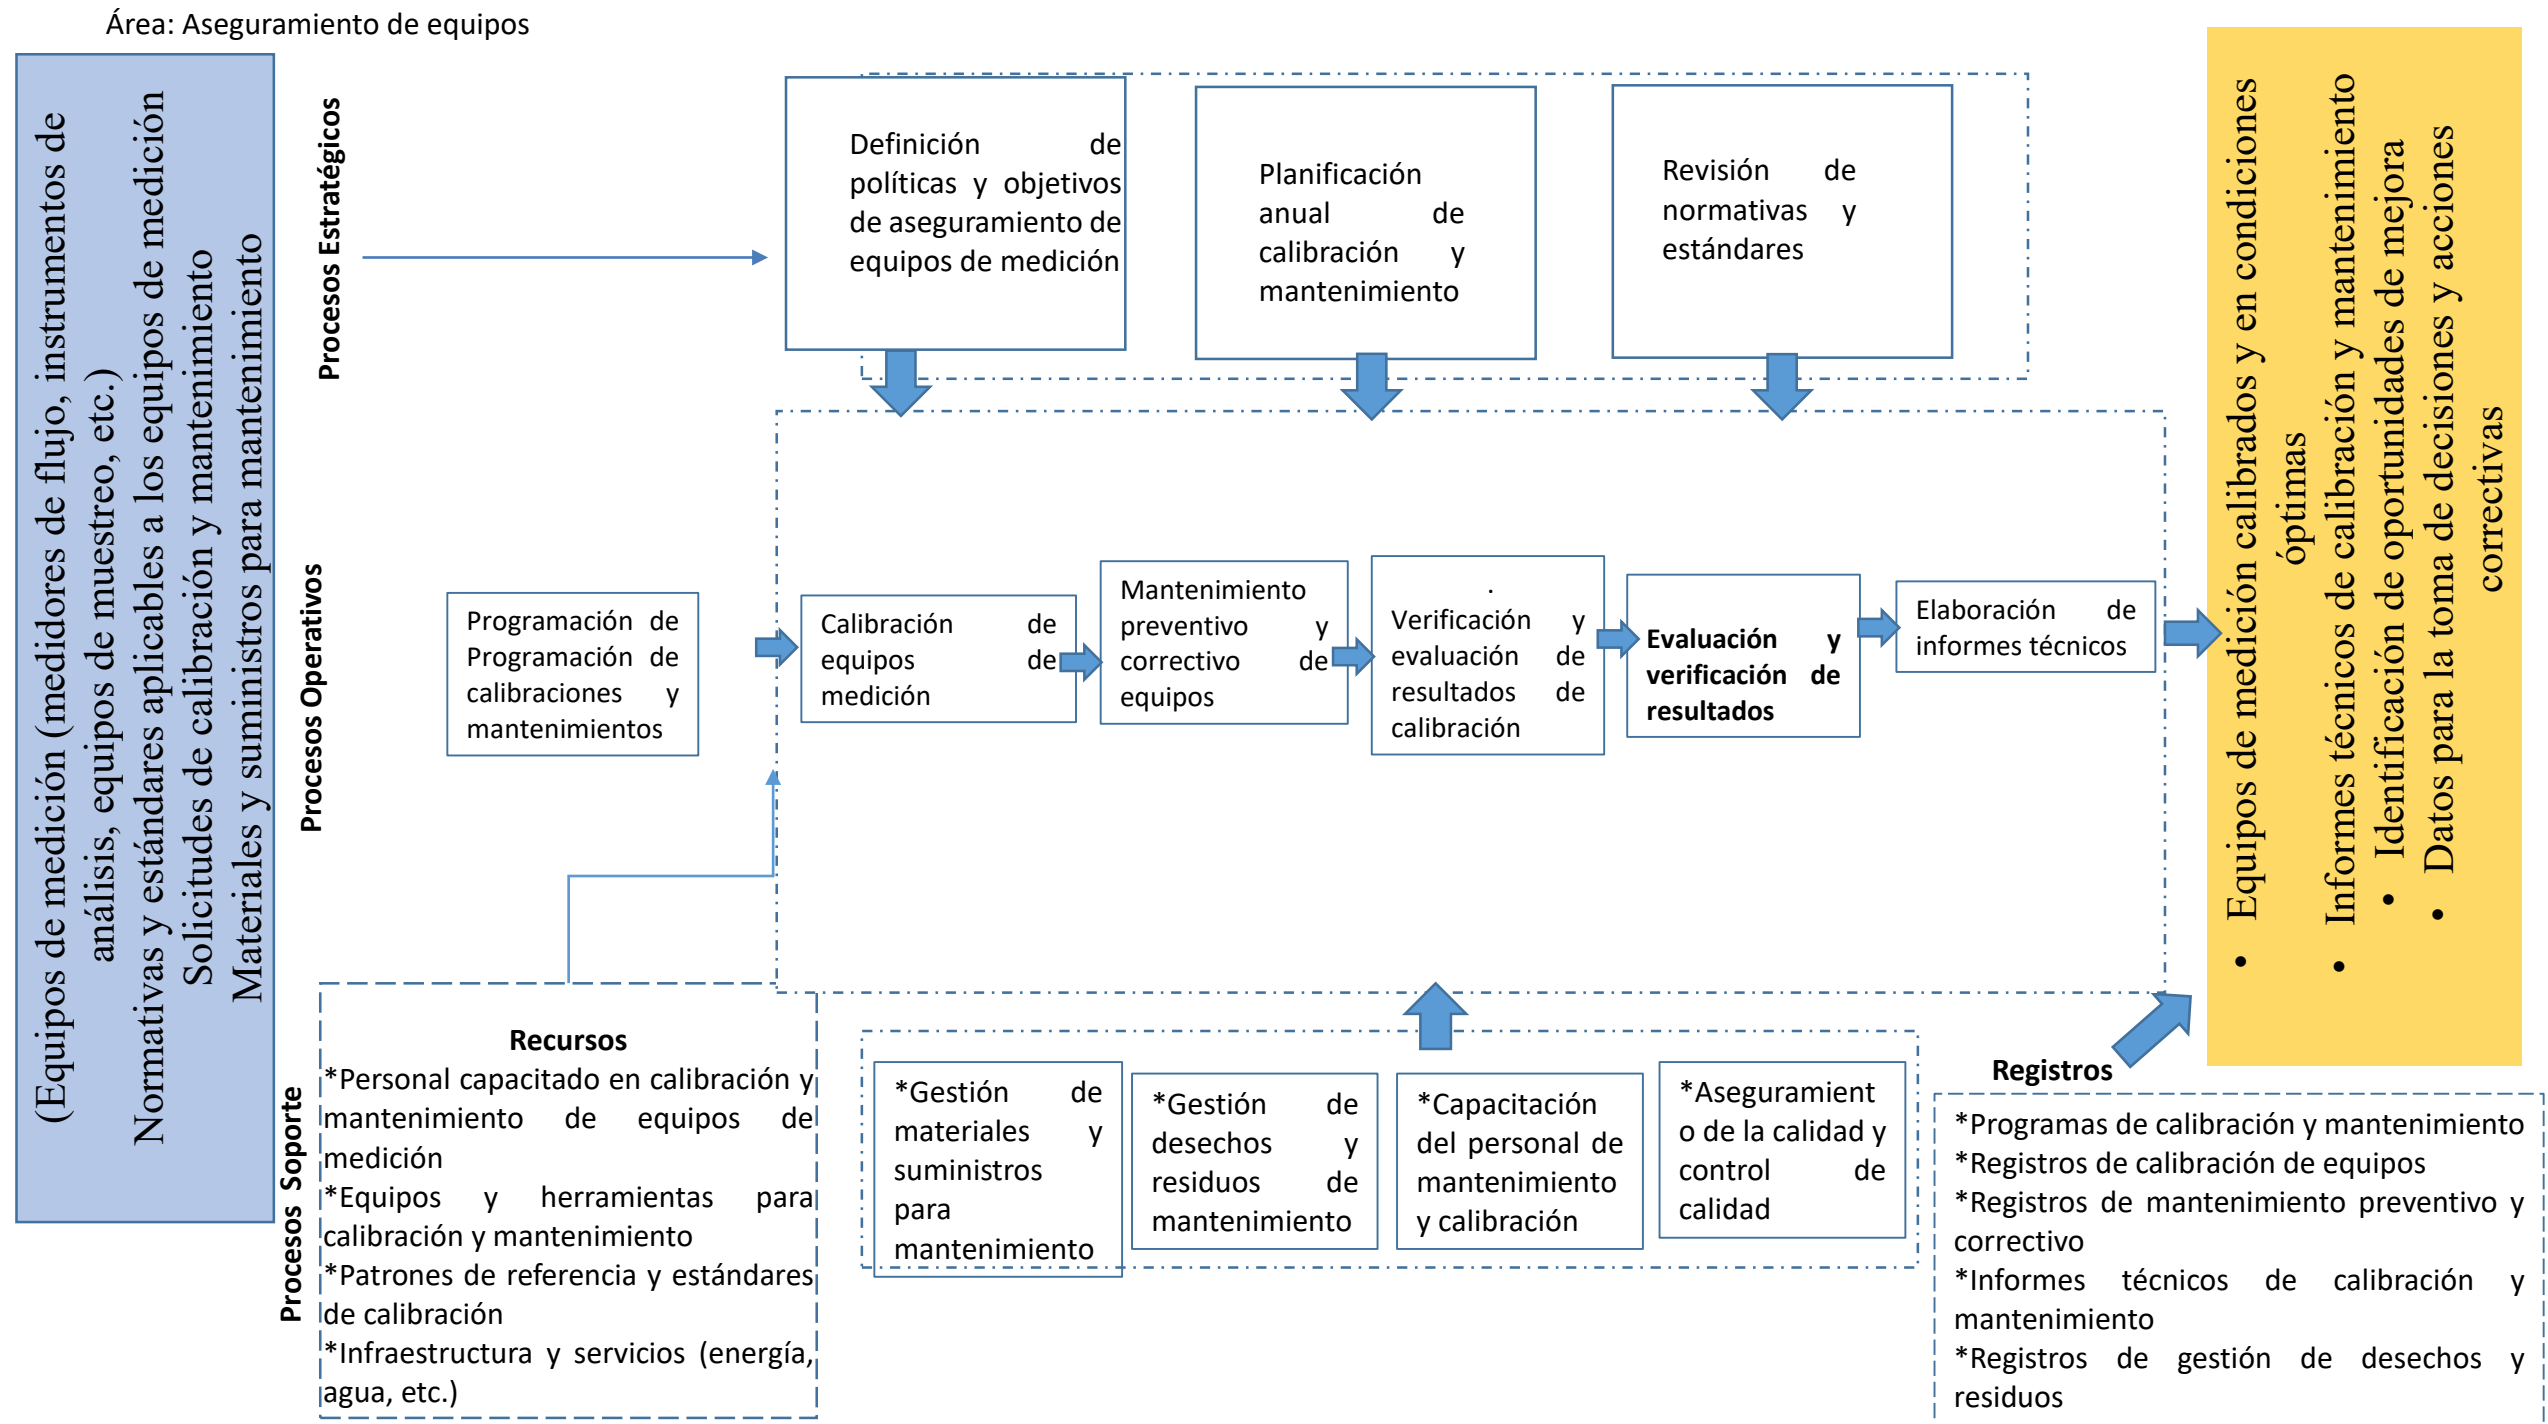 Área: Aseguramiento de equipos
(Equipos de medición (medidores de flujo, instrumentos de
análisis, equipos de muestreo, etc.)
Normativas y estándares aplicables a los equipos de medición
Solicitudes de calibración y mantenimiento
Materiales y suministros para mantenimiento
Procesos Estratégicos
Definición de
políticas y objetivos
de aseguramiento de
equipos de medición
Planificación
anual de
calibración y
mantenimiento
Revisión de
normativas y
estándares
Procesos Operativos
Programación de
Programación de
calibraciones y
mantenimientos
Calibración de
equipos de
medición
Mantenimiento
preventivo y
correctivo de
equipos
.
Verificación y
evaluación de
resultados de
calibración
Evaluación y
verificación de
resultados
Elaboración de
informes técnicos
Procesos Soporte
Recursos
*Personal capacitado en calibración y
mantenimiento de equipos de
medición
*Equipos y herramientas para
calibración y mantenimiento
*Patrones de referencia y estándares
de calibración
*Infraestructura y servicios (energía,
agua, etc.)
*Gestión de
materiales y
suministros
para
mantenimiento
*Gestión de
desechos y
residuos de
mantenimiento
*Capacitación
del personal de
mantenimiento
y calibración
*Aseguramient
o de la calidad y
control de
calidad
Registros
*Programas de calibración y mantenimiento
*Registros de calibración de equipos
*Registros de mantenimiento preventivo y
correctivo
*Informes técnicos de calibración y
mantenimiento
*Registros de gestión de desechos y
residuos
• Equipos de medición calibrados y en condiciones
óptimas
• Informes técnicos de calibración y mantenimiento
• Identificación de oportunidades de mejora
• Datos para la toma de decisiones y acciones
correctivas